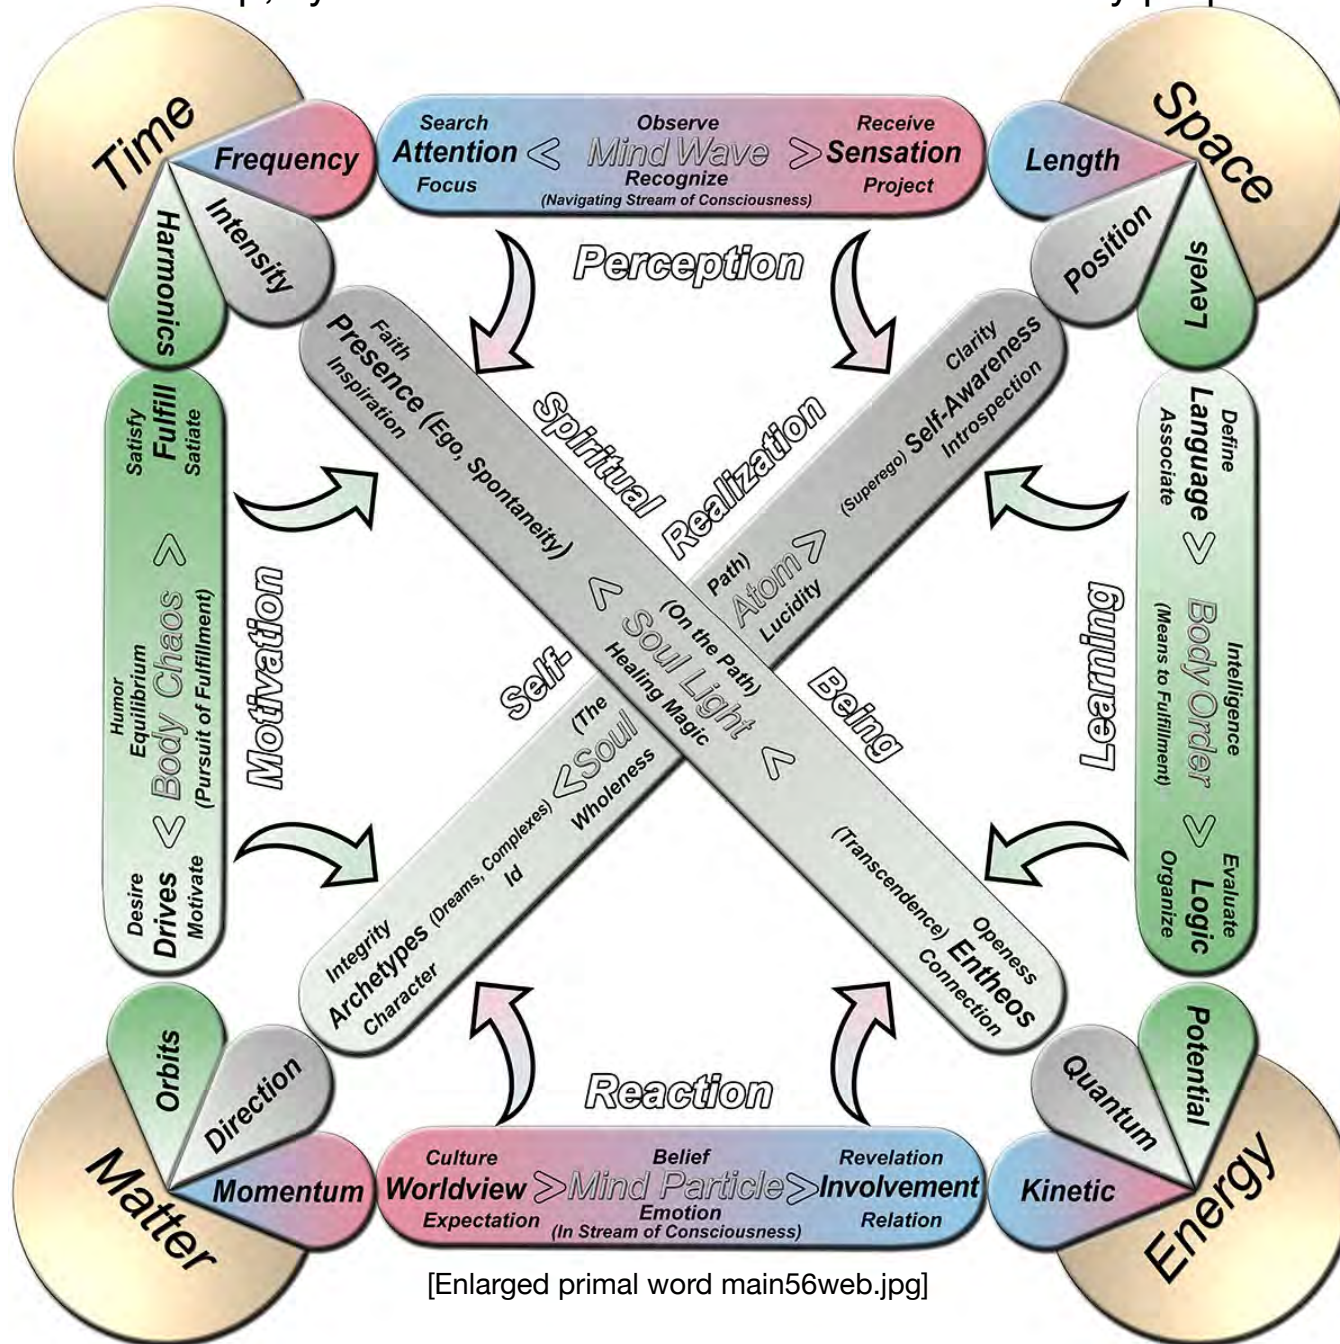 Time
Frequency
Intensity
Harmonics
Search
Attention
Focus
<
Observe
Mind Wave
Recognize
(Navigating Stream of Consciousness)
>
Receive
Sensation
Project
Space
Length
Position
Levels
Perception
Faith
Presence (Ego, Spontaneity)
Inspiration
<
(On the Path)
Soul Light
Healing Magic
<
(Transcendence)
Openess
Entheos
Connection
Spiritual
Being
Clarity
(Superego) Self-Awareness
Introspection
Self-
Realization
(The
Path)
< Soul
Atom >
Wholeness
Lucidity
Integrity
Archetypes (Dreams, Complexes)
Character
Id
Satisfy
Fulfill
Satiate
Humor
Equilibrium
< Body Chaos >
(Pursuit of Fulfillment)
Desire
Drives
Motivate
Motivation
Define
Language
Associate
>
Intelligence
Body Order
(Means to Fulfillment)
>
Evaluate
Logic
Organize
Learning
Matter
Orbits
Direction
Momentum
Reaction
Culture
Worldview
Expectation
>
Belief
Mind Particle
Emotion
(In Stream of Consciousness)
>
Revelation
Involvement
Relation
Energy
Potential
Quantum
Kinetic
[Enlarged primal word main56web.jpg]